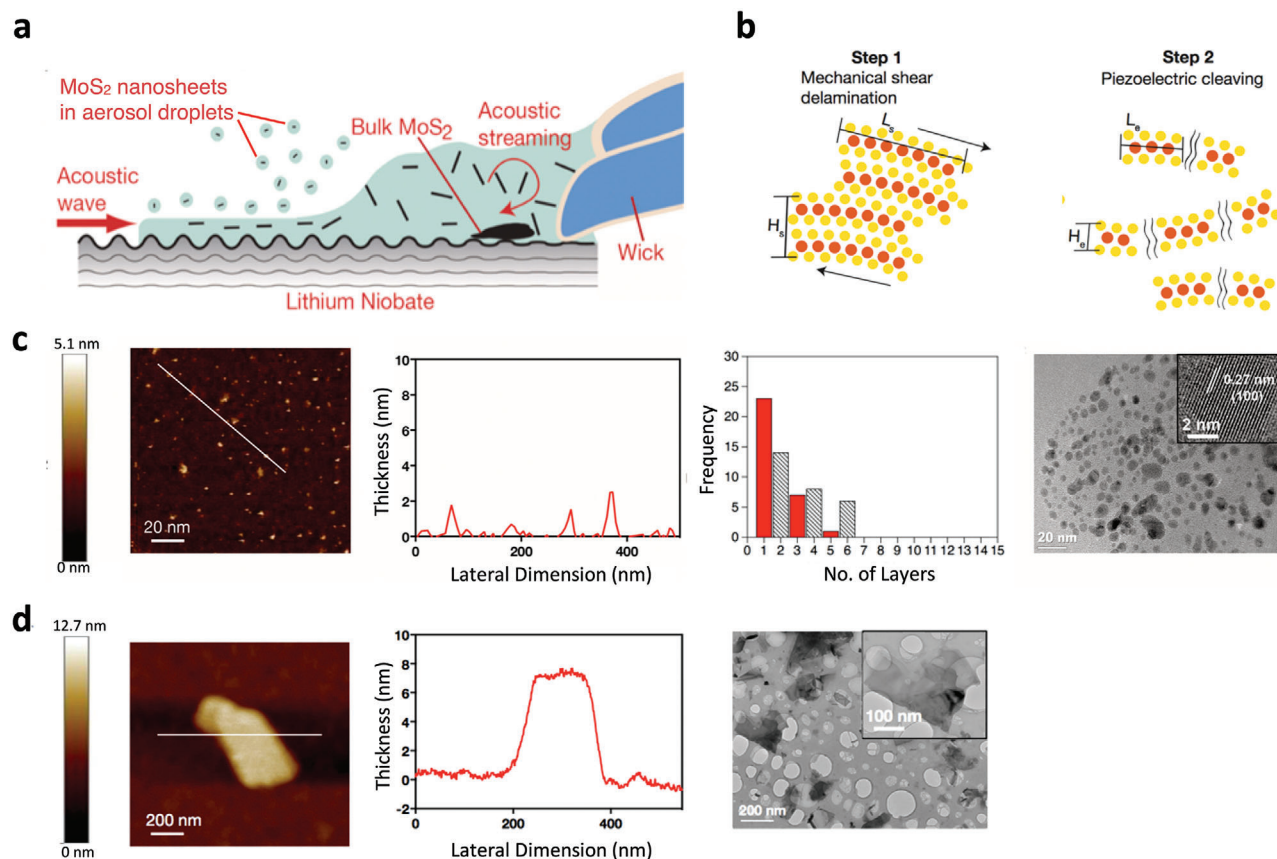 a
MoS2 nanosheets
in aerosol droplets
Bulk MoS2
Acoustic
streaming
Acoustic
wave
Wick
Lithium Niobate
b
Step 1
Mechanical shear
delamination
Ls
Hs
Step 2
Piezoelectric cleaving
Le
He
c
5.1 nm
0 nm
20 nm
Thickness (nm)
10
8
6
4
2
0
0 200 400
Lateral Dimension (nm)
Frequency
30
25
20
15
10
5
0
0 1 2 3 4 5 6 7 8 9 10 11 12 13 14 15
No. of Layers
0.27 nm
(100)
2 nm
20 nm
d
12.7 nm
0 nm
200 nm
Thickness (nm)
10
8
6
4
2
0
-2
0 200 400
Lateral Dimension (nm)
100 nm
200 nm